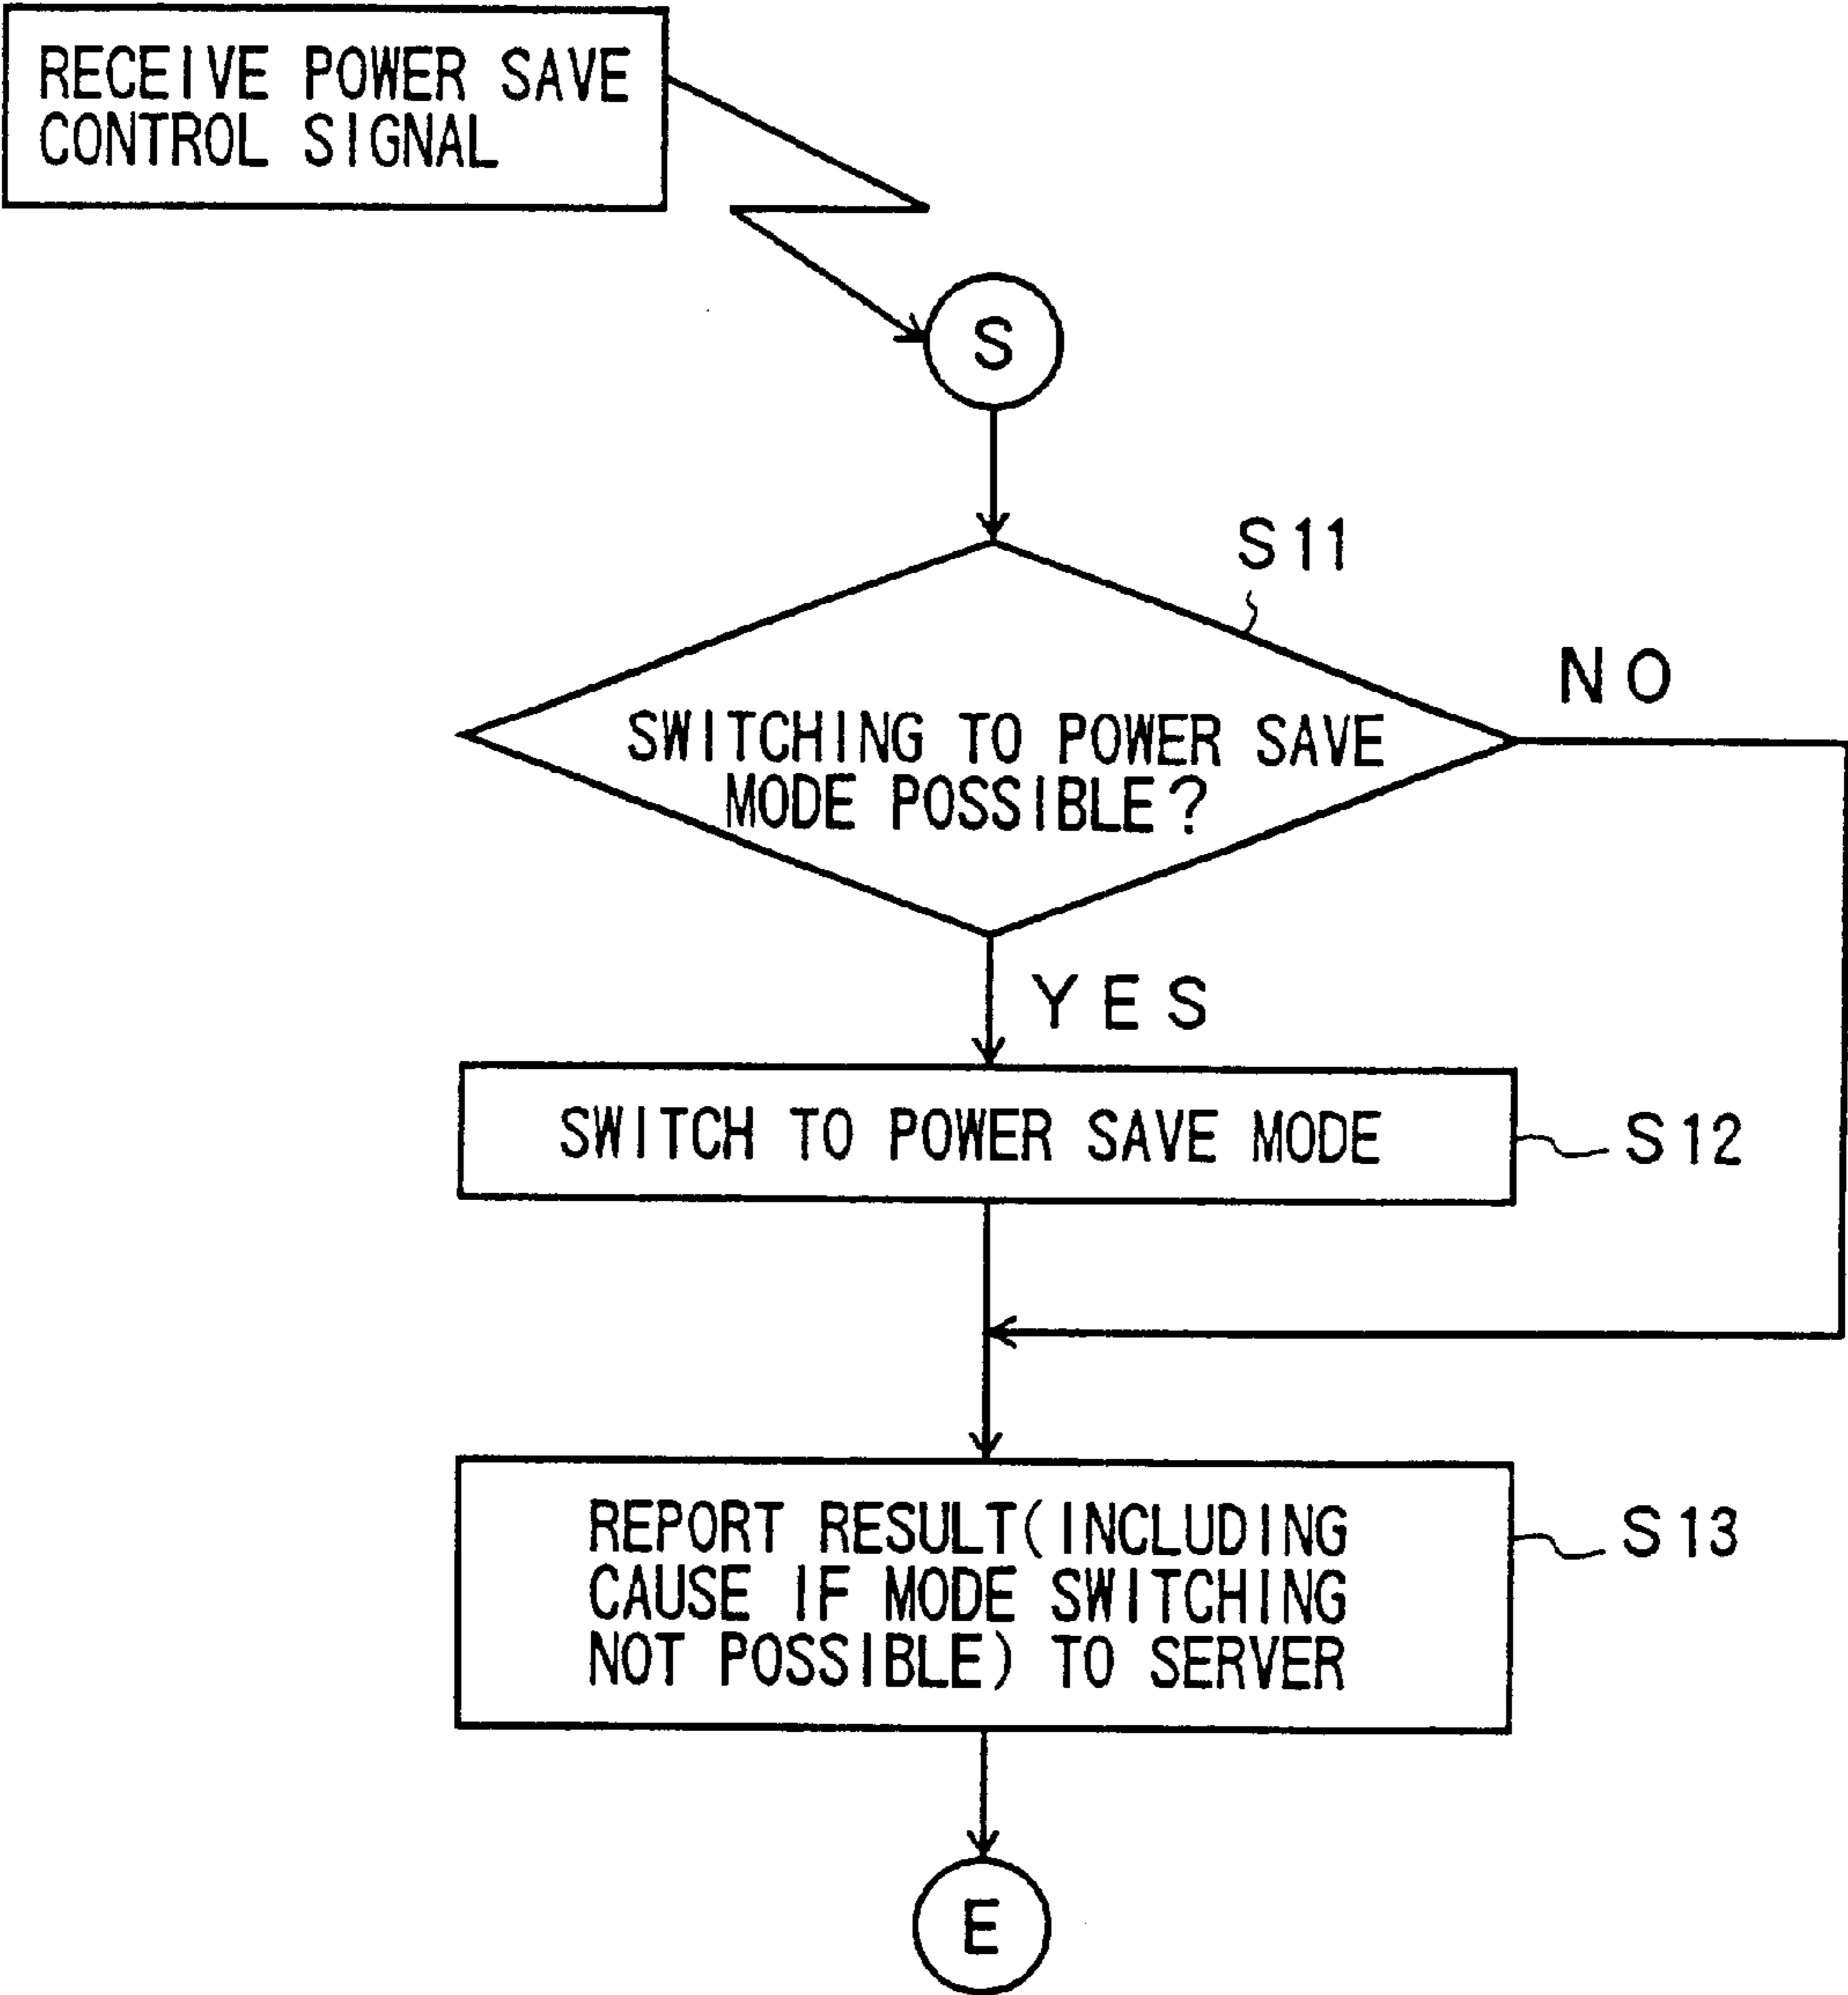 RECEIVE POWER SAVE
CONTROL SIGNAL
S
S11
NO
SWITCHING TO POWER SAVE
MODE POSSIBLE?
YES
SWITCH TO POWER SAVE MODE
S12
REPORT RESULT(INCLUDING
CAUSE IF MODE SWITCHING
NOT POSSIBLE) TO SERVER
S13
E